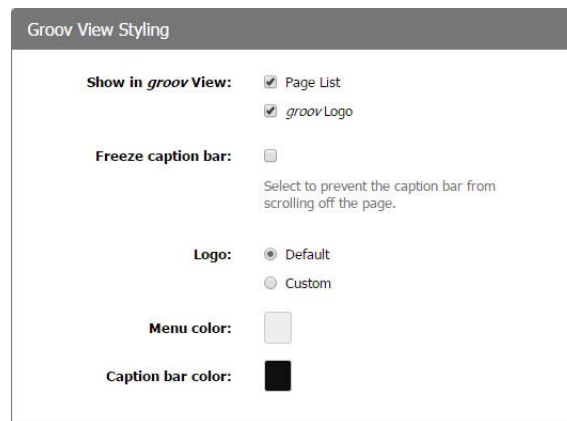 Groov View Styling
Show in groov View: Page List
groov Logo
Freeze caption bar:
Select to prevent the caption bar from
scrolling off the page.
Logo: Default
Custom
Menu color:
Caption bar color: